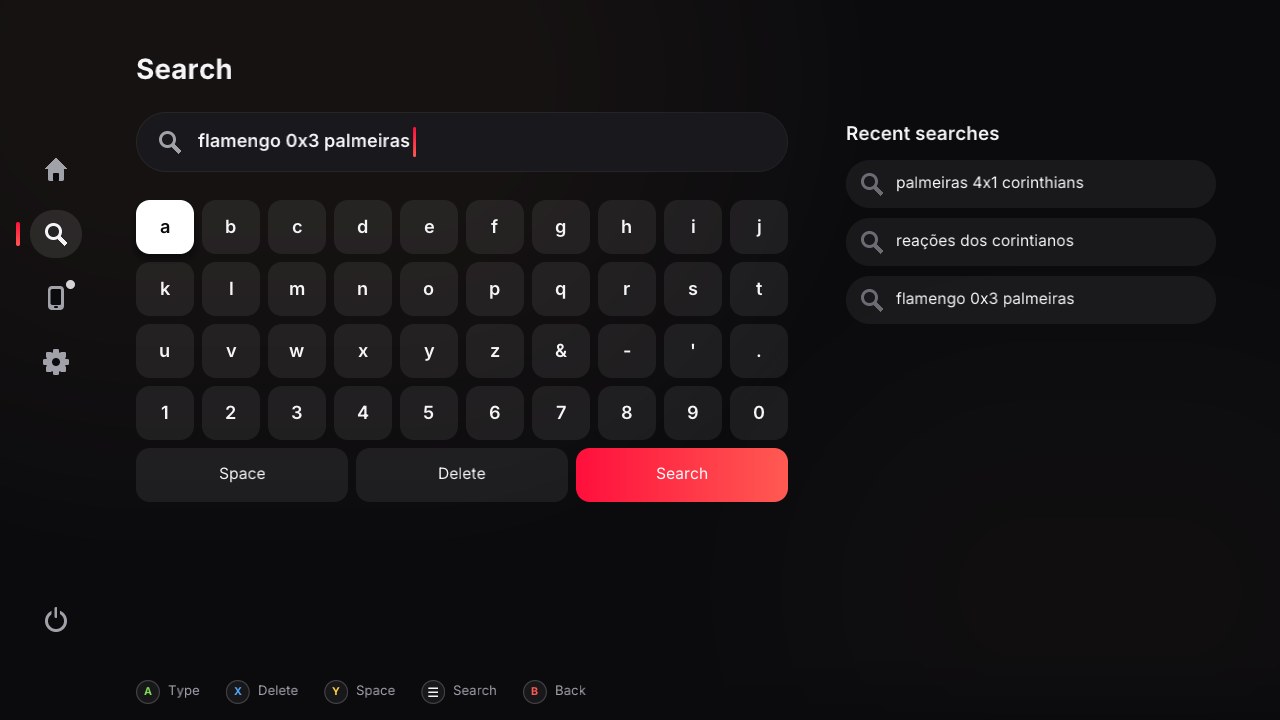 Search
flamengo 0x3 palmeiras
a b c d e f g h i j
k l m n o p q r s t
u v w x y z & - ' .
1 2 3 4 5 6 7 8 9 0
Space Delete Search
Recent searches
palmeiras 4x1 corinthians
reações dos corintianos
flamengo 0x3 palmeiras
A Type X Delete Y Space ☰ Search B Back